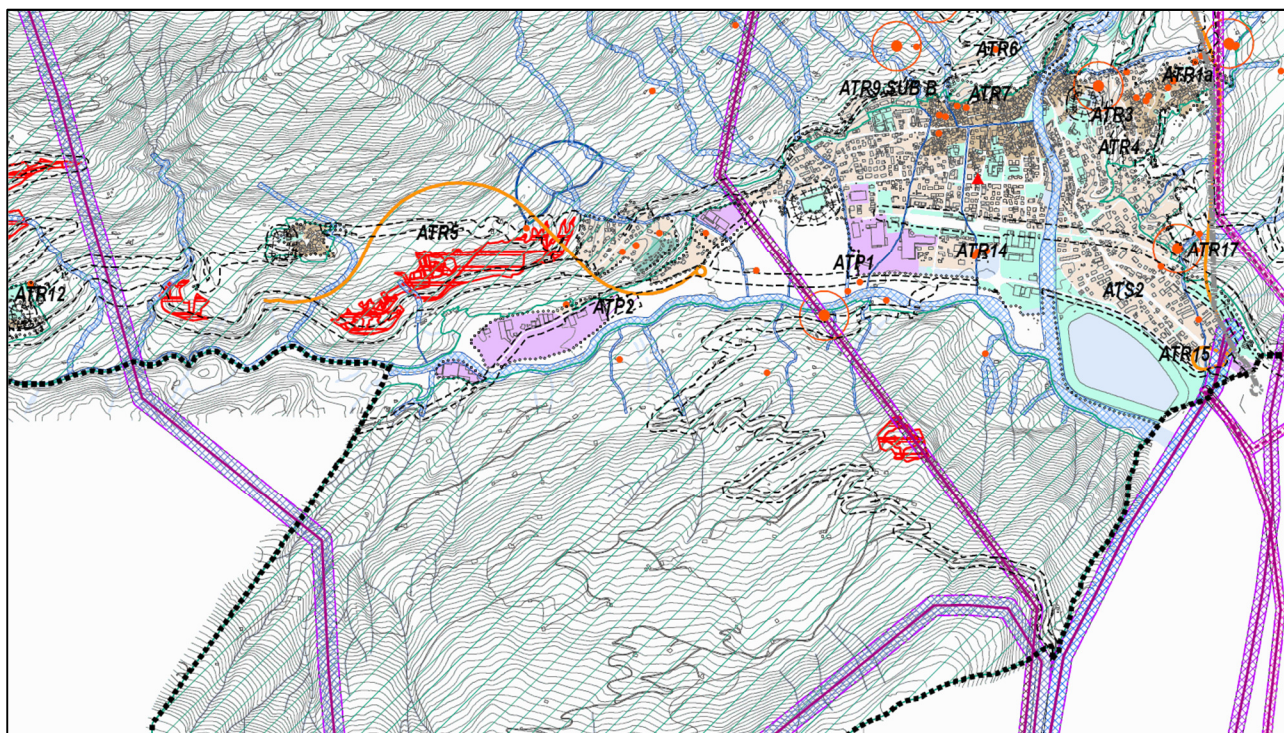 ATR6
ATR1a
ATR9 SUB B
ATR7
ATR3
ATR4
ATR5
ATR17
ATR14
ATP1
ATR12
ATS2
ATP2
ATR15